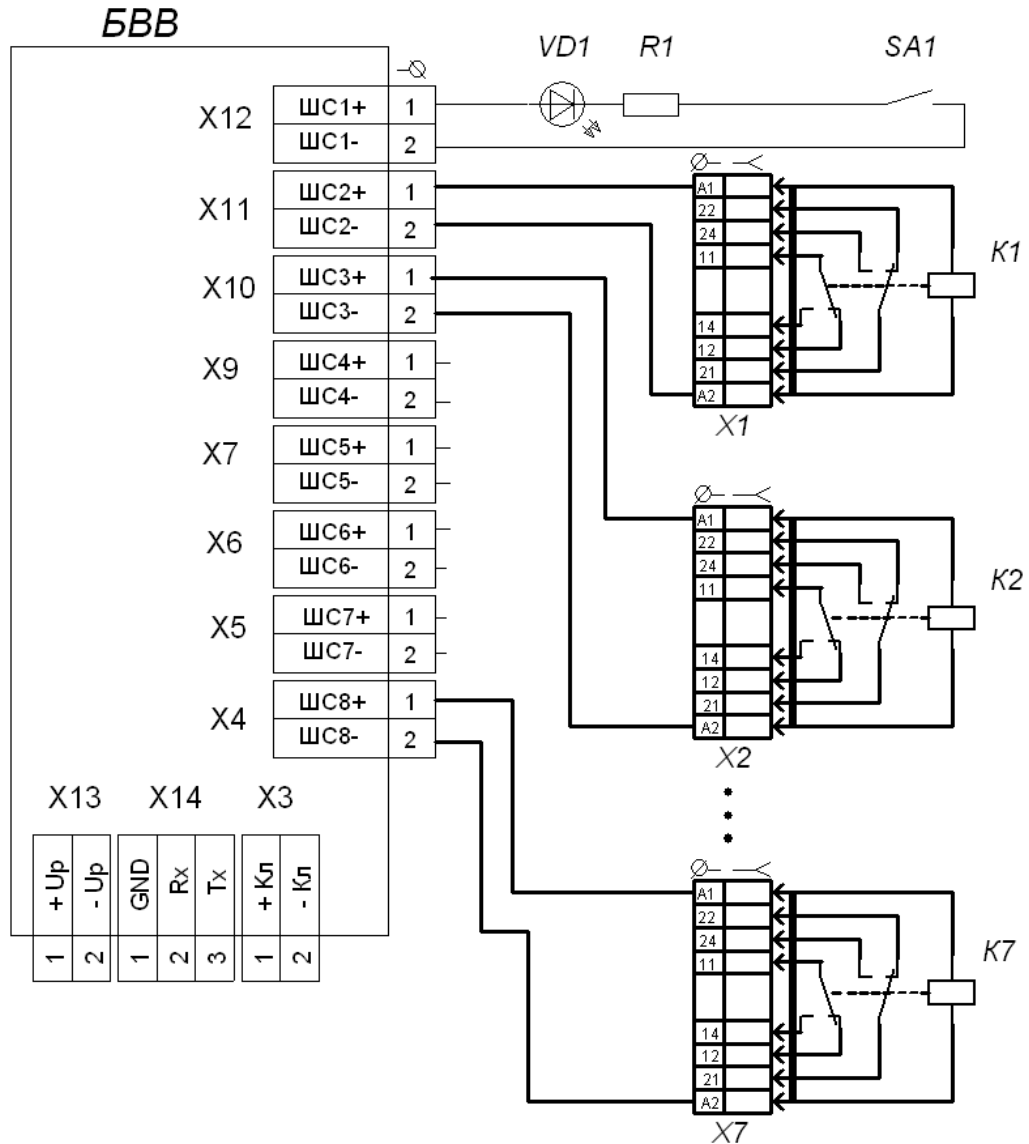 БВВ
VD1 R1 SA1
X12 ШС1+ 1
ШС1- 2
X11 ШС2+ 1
ШС2- 2
X10 ШС3+ 1
ШС3- 2
X9 ШС4+ 1
ШС4- 2
X7 ШС5+ 1
ШС5- 2
X6 ШС6+ 1
ШС6- 2
X5 ШС7+ 1
ШС7- 2
X4 ШС8+ 1
ШС8- 2
X13 X14 X3
+ Up
- Up
GND
Rx
Tx
+ Кл
- Кл
1 2 1 2 3 1 2
A1
22
24
11
14
12
21
A2
X1
K1
A1
22
24
11
14
12
21
A2
X2
K2
A1
22
24
11
14
12
21
A2
X7
K7